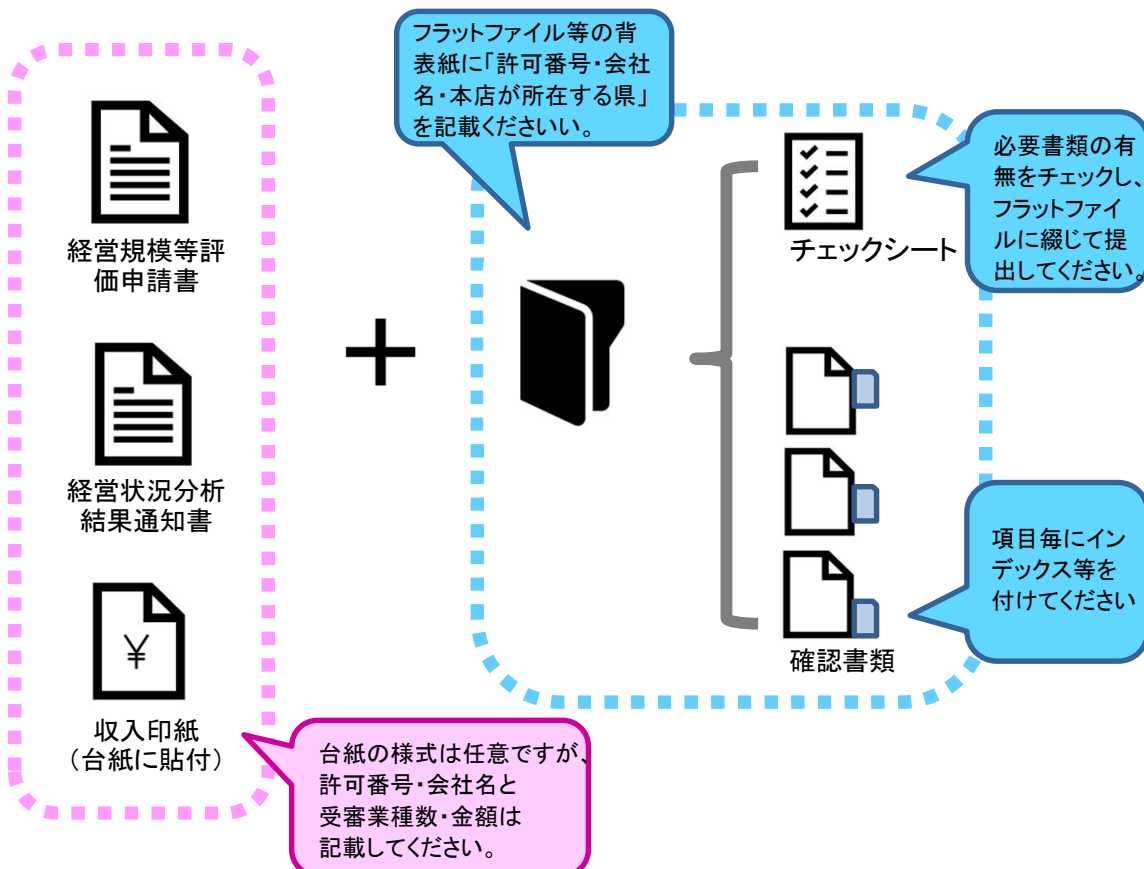 フラットファイル等の背
表紙に「許可番号・会社
名・本店が所在する県」
を記載くださいい。
経営規模等評
価申請書
経営状況分析
結果通知書
¥
収入印紙
（台紙に貼付）
台紙の様式は任意ですが、
許可番号・会社名と
受審業種数・金額は
記載してください。
+
チェックシート
必要書類の有
無をチェックし、
フラットファイ
ルに綴じて提
出してください。
項目毎にイン
デックス等を
付けてください
確認書類